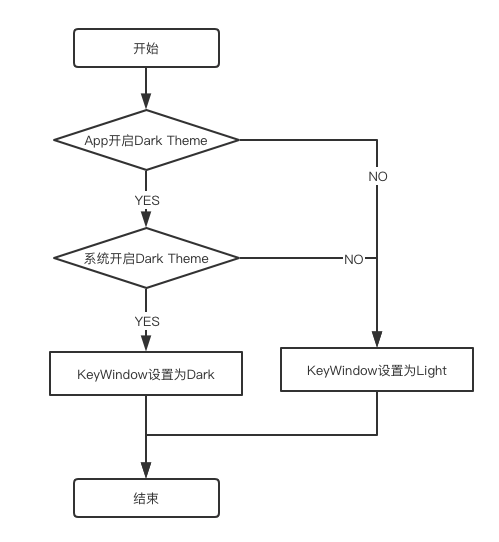 开始
App开启Dark Theme
NO
YES
系统开启Dark Theme
NO
YES
KeyWindow设置为Dark
KeyWindow设置为Light
结束